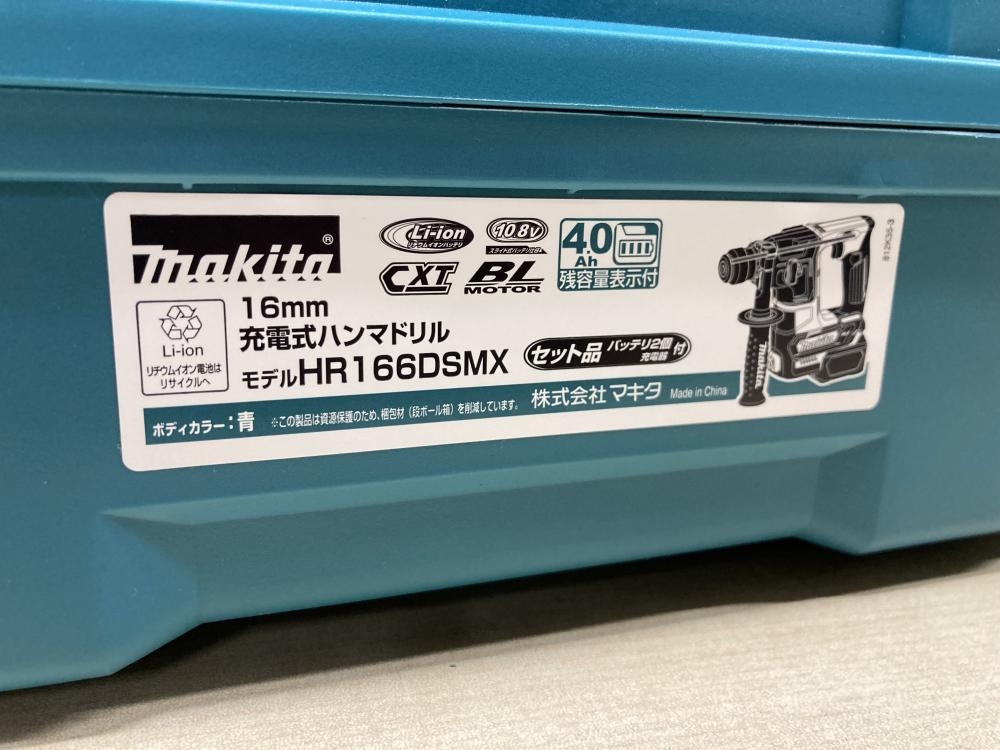 makita®
Li-ion
リチウムイオンバッテリ
10.8V
スライド式バッテリ仕様
CXT
BL
MOTOR
4.0
Ah
残容量表示付
Li-ion
リチウムイオン電池は
リサイクルへ
16mm
充電式ハンマドリル
モデルHR166DSMX
セット品 バッテリ2個 充電器 付
ボディカラー:青 ※この製品は資源保護のため、梱包材(段ボール箱)を削減しています。 株式会社マキタ Made in China
makita
makita
812K35-3